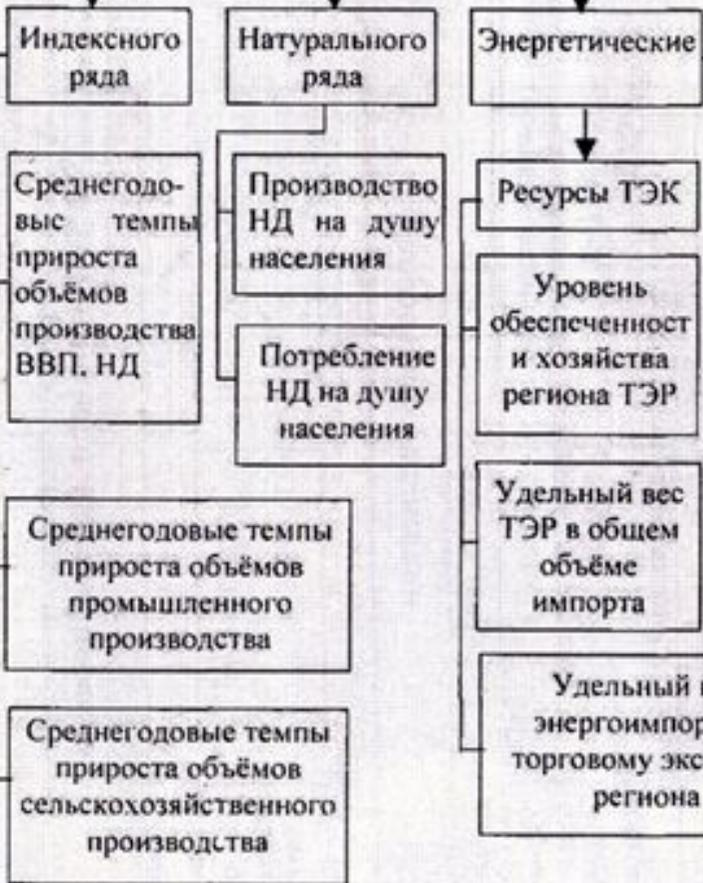 Индексного
ряда
Натурального
ряда
Энергетические
Среднегодо-
выс темпы
прироста
объёмов
производства
ВВП. НД
Производство
НД на душу
населения
Потребление
НД на душу
населения
Среднегодовые темпы
прироста объёмов
промышленного
производства
Среднегодовые темпы
прироста объёмов
сельскохозяйственного
производства
Ресурсы ТЭК
Уровень
обеспеченност
и хозяйства
региона ТЭР
Удельный вес
ТЭР в общем
объёме
импорта
Удельный
энергоимпор
торговому экс
региона